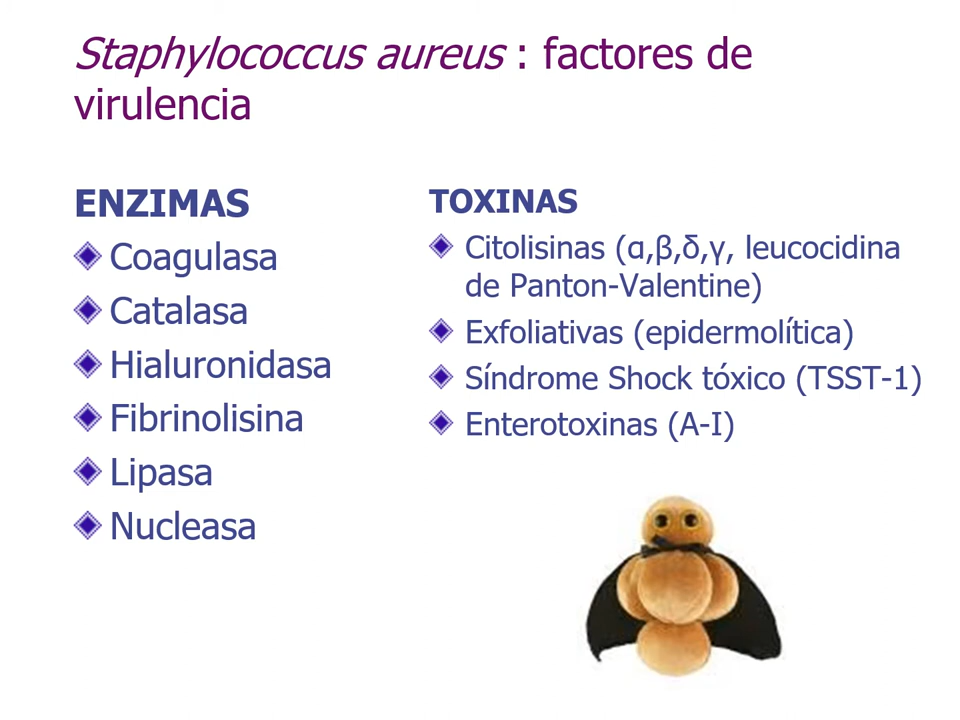 Staphylococcus aureus : factores de
virulencia
ENZIMAS
Coagulasa
Catalasa
Hialuronidasa
Fibrinolisina
Lipasa
Nucleasa
TOXINAS
Citolisinas (α,β,δ,γ, leucocidina
de Panton-Valentine)
Exfoliativas (epidermolítica)
Síndrome Shock tóxico (TSST-1)
Enterotoxinas (A-I)